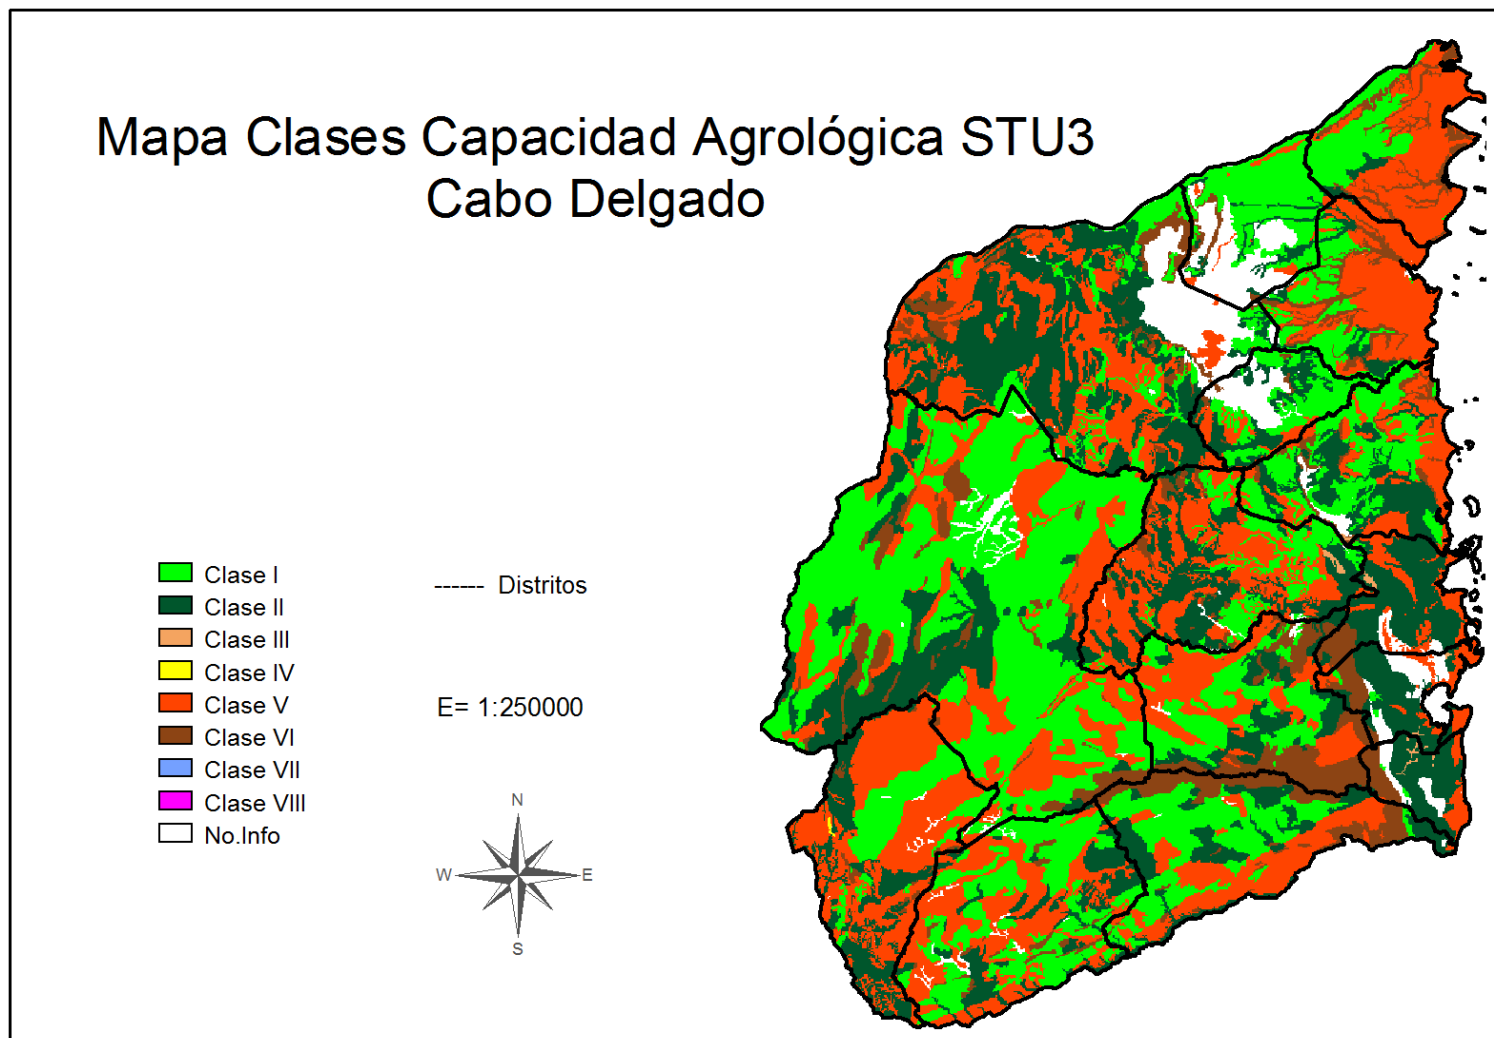 Mapa Clases Capacidad Agrológica STU3
Cabo Delgado
Clase I
Clase II
Clase III
Clase IV
Clase V
Clase VI
Clase VII
Clase VIII
No.Info
------ Distritos
E= 1:250000
N
W
E
S